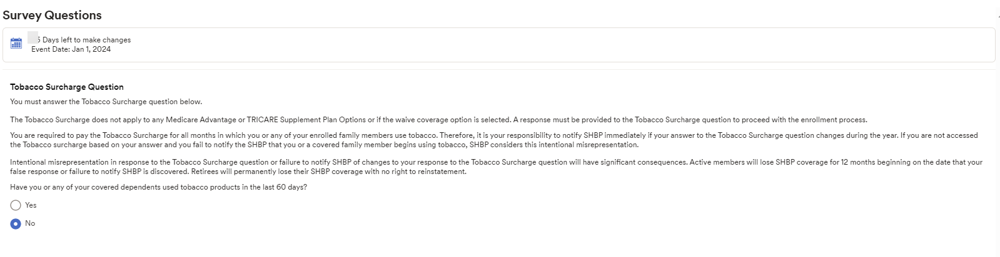 Survey Questions
5 Days left to make changes
Event Date: Jan 1, 2024
Tobacco Surcharge Question
You must answer the Tobacco Surcharge question below.
The Tobacco Surcharge does not apply to any Medicare Advantage or TRICARE Supplement Plan Options or if the waive coverage option is selected. A response must be provided to the Tobacco Surcharge question to proceed with the enrollment process.
You are required to pay the Tobacco Surcharge for all months in which you or any of your enrolled family members use tobacco. Therefore, it is your responsibility to notify SHBP immediately if your answer to the Tobacco Surcharge question changes during the year. If you are not accessed
the Tobacco surcharge based on your answer and you fail to notify the SHBP that you or a covered family member begins using tobacco, SHBP considers this intentional misrepresentation.
Intentional misrepresentation in response to the Tobacco Surcharge question or failure to notify SHBP of changes to your response to the Tobacco Surcharge question will have significant consequences. Active members will lose SHBP coverage for 12 months beginning on the date that your
false response or failure to notify SHBP is discovered. Retirees will permanently lose their SHBP coverage with no right to reinstatement.
Have you or any of your covered dependents used tobacco products in the last 60 days?
Yes
No